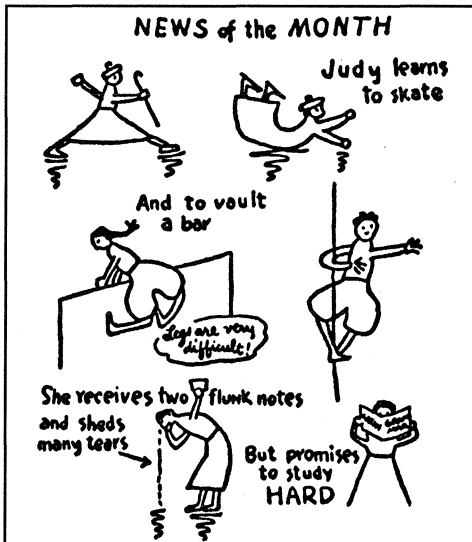 NEWS of the MONTH
Judy learns
to skate
And to vault
a bar
Legs are very
difficult!
She receives two flunk notes
and sheds
many tears
But promises
to study
HARD